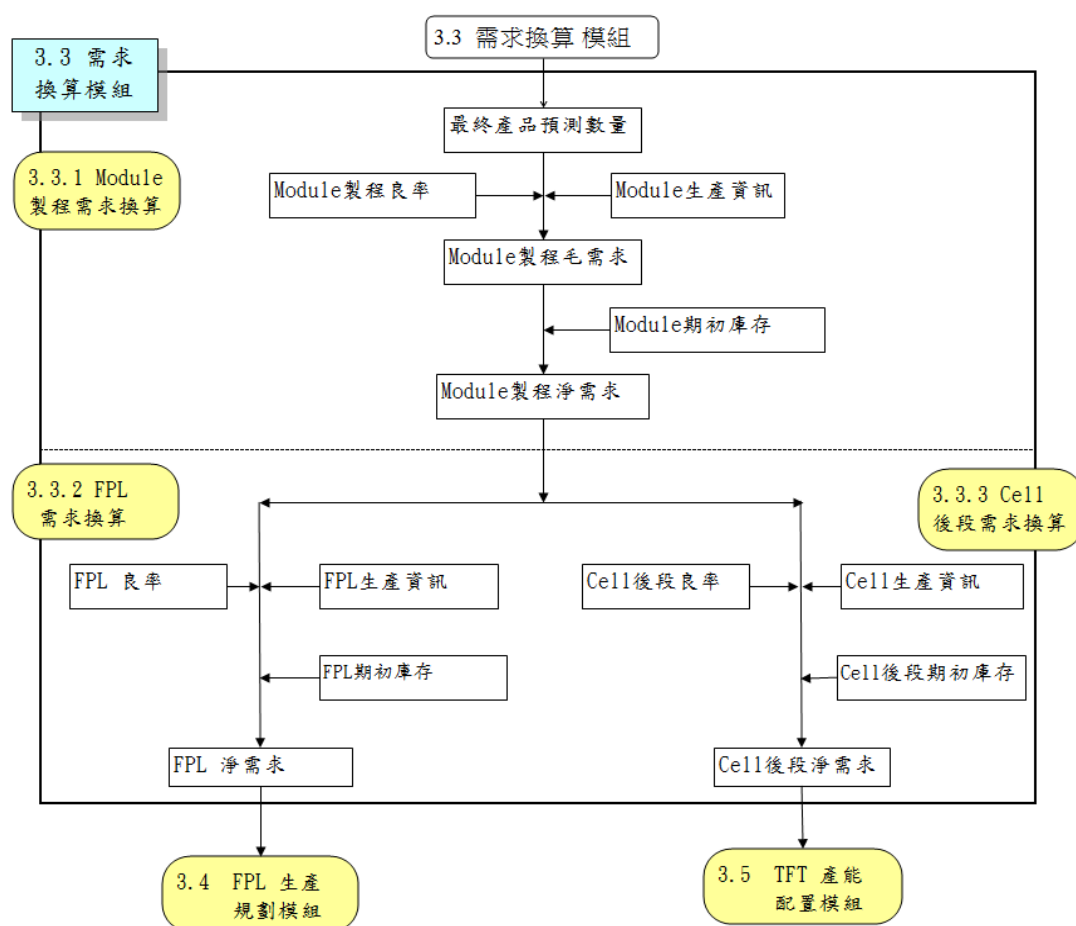 3.3 需求換算 模組
3.3 需求
換算模組
最終產品預測數量
3.3.1 Module
製程需求換算
Module製程良率
Module生產資訊
Module製程毛需求
Module期初庫存
Module製程淨需求
3.3.2 FPL
需求換算
3.3.3 Cell
後段需求換算
FPL 良率
FPL生產資訊
Cell後段良率
Cell生產資訊
FPL期初庫存
Cell後段期初庫存
FPL 淨需求
Cell後段淨需求
3.4 FPL 生產
規劃模組
3.5 TFT 產能
配置模組